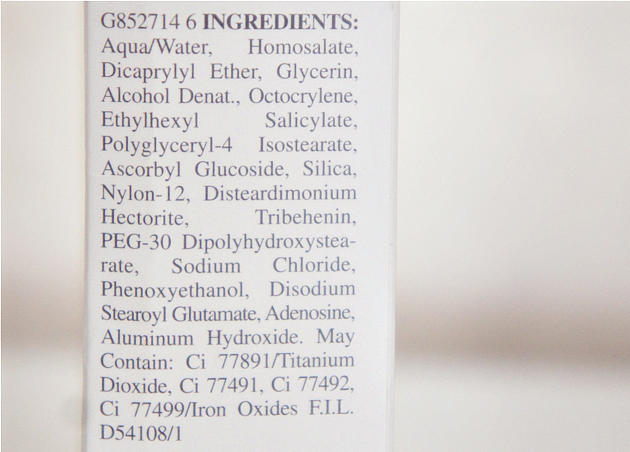 G852714 6 INGREDIENTS:
Aqua/Water, Homosalate,
Dicaprylyl Ether, Glycerin,
Alcohol Denat., Octocrylene,
Ethylhexyl Salicylate,
Polyglyceryl-4 Isostearate,
Ascorbyl Glucoside, Silica,
Nylon-12, Disteardimonium
Hectorite, Tribehenin,
PEG-30 Dipolyhydroxystea-
rate, Sodium Chloride,
Phenoxyethanol, Disodium
Stearoyl Glutamate, Adenosine,
Aluminum Hydroxide. May
Contain: Ci 77891/Titanium
Dioxide, Ci 77491, Ci 77492,
Ci 77499/Iron Oxides F.I.L.
D54108/1